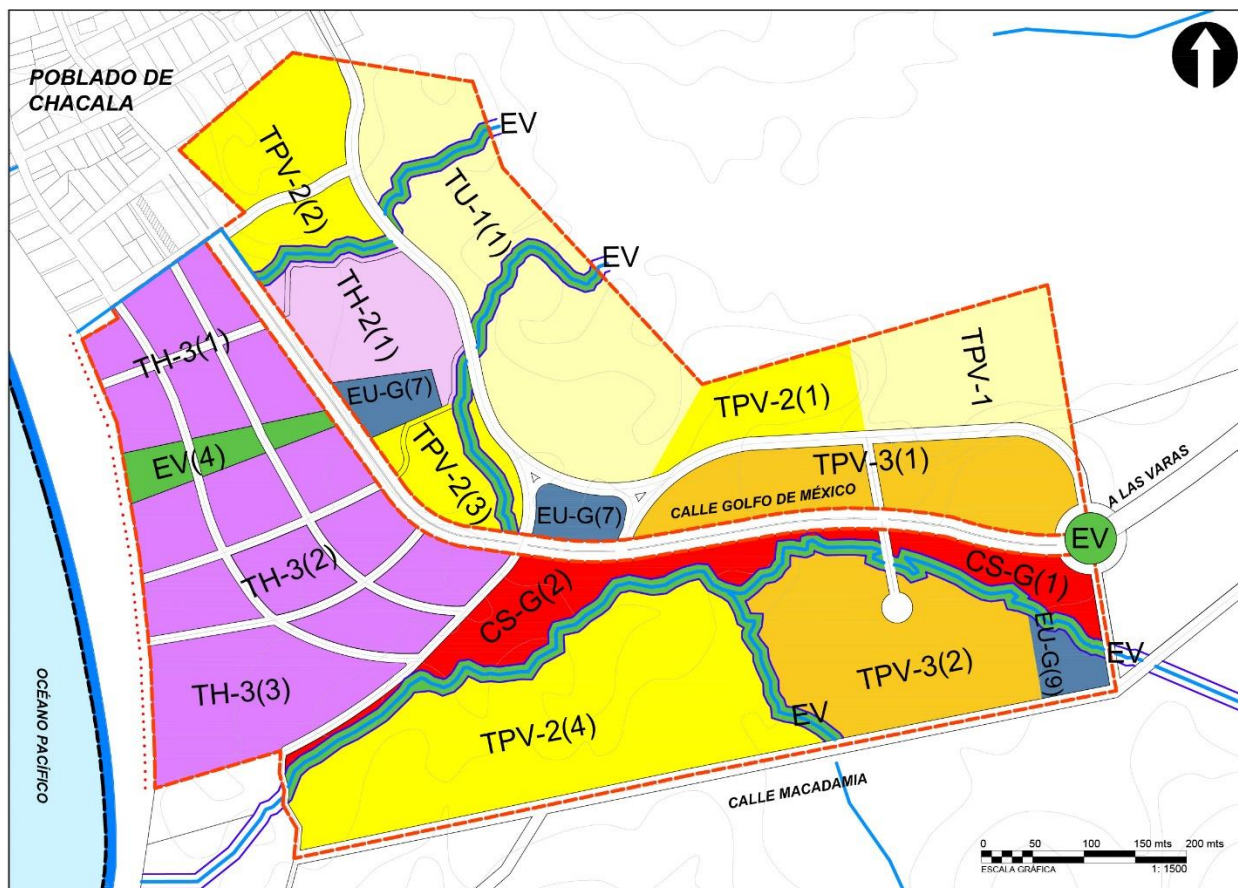 POBLADO DE
CHACALA
TPV-2(2)
EV
TU-1(1)
EV
TH-2(1)
TH-3(1)
EU-G(7)
TPV-2(1)
TPV-1
EV(4)
TPV-2(3)
TPV-3(1)
A LAS VARAS
CALLE GOLFO DE MÉXICO
EU-G(7)
EV
TH-3(2)
CS-G(2)
CS-G(1)
EU-G(9)
EV
TH-3(3)
TPV-3(2)
EV
TPV-2(4)
OCÉANO PACÍFICO
CALLE MACADAMIA
0 50 100 150 mts 200 mts
ESCALA GRÁFICA 1: 1500